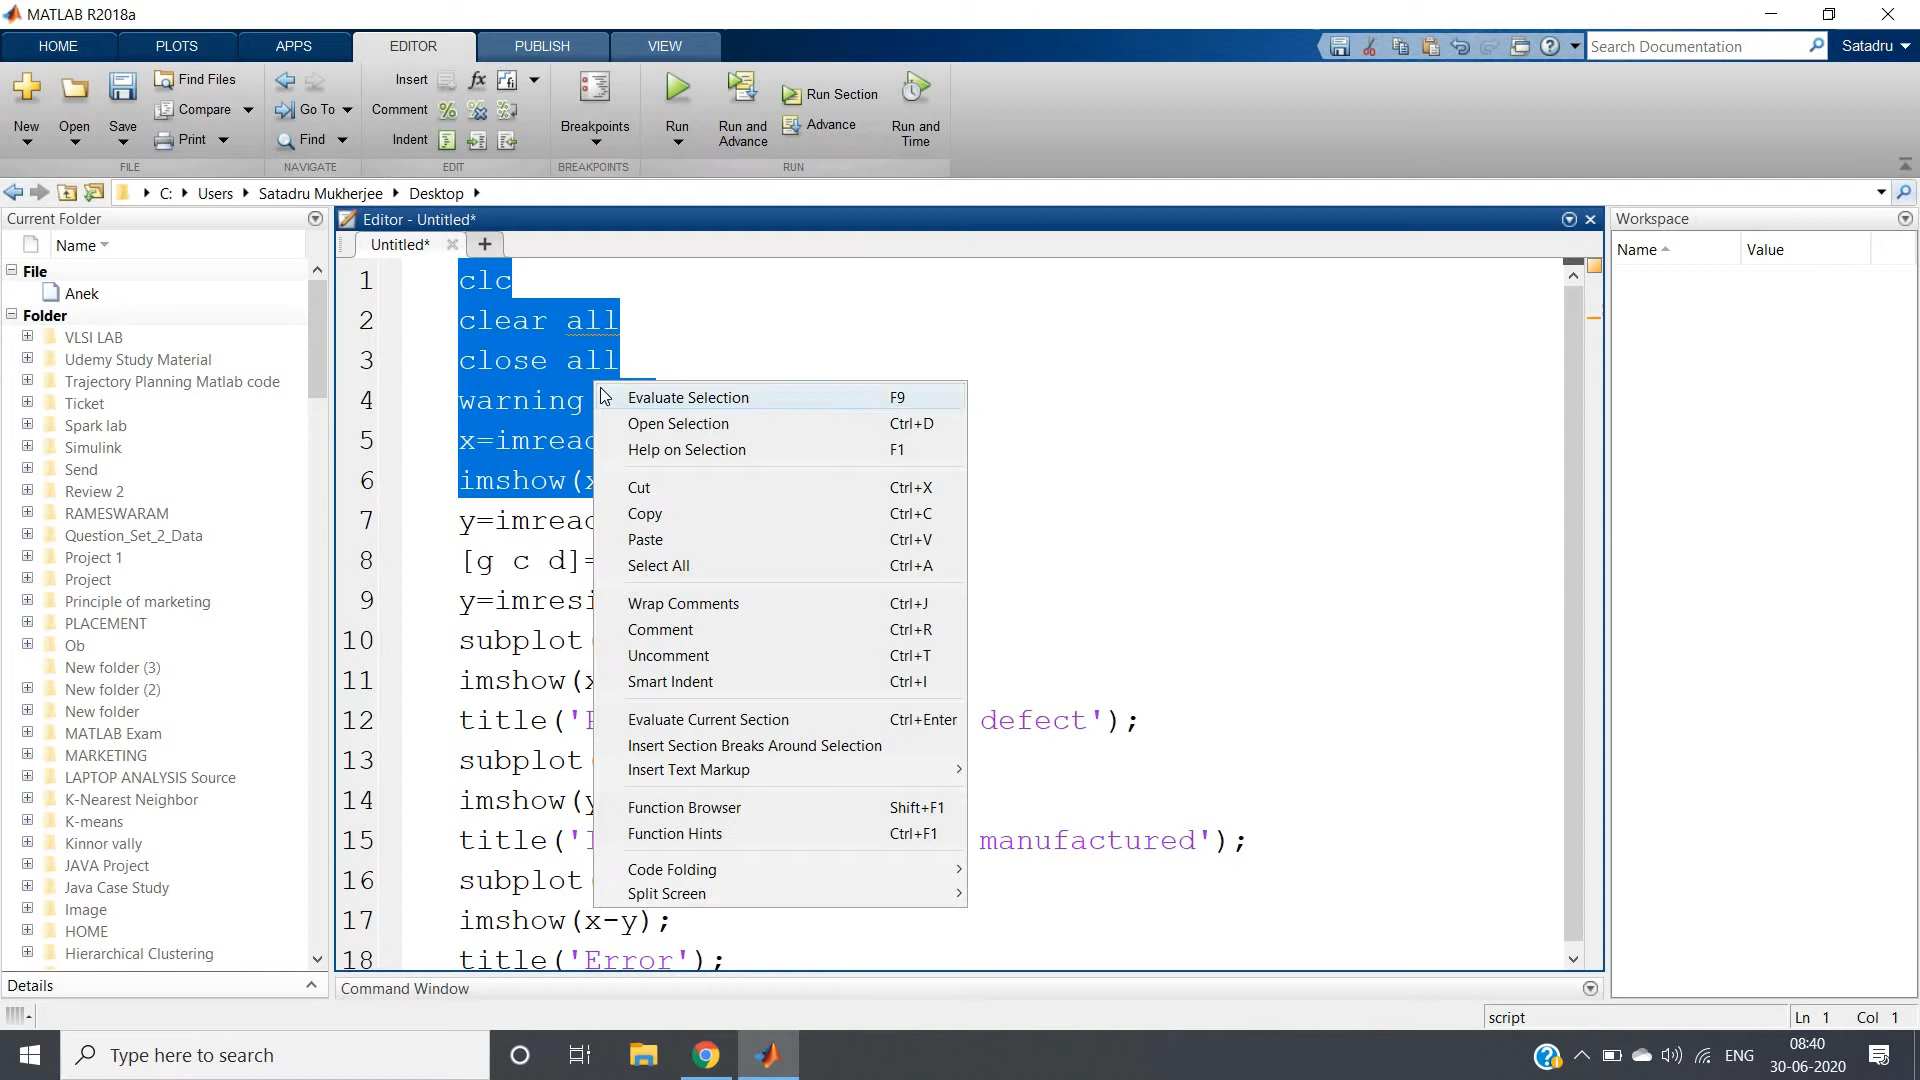 MATLAB R2018a
HOME PLOTS APPS EDITOR PUBLISH VIEW
Search Documentation Satadru
New Open Save Find Files Compare Print
Go To Find
Insert fx
Comment
Indent
Breakpoints
Run Run and Advance Run Section Advance Run and Time
FILE NAVIGATE EDIT BREAKPOINTS RUN
C: Users Satadru Mukherjee Desktop
Current Folder
Name
File
Anek
Folder
VLSI LAB
Udemy Study Material
Trajectory Planning Matlab code
Ticket
Spark lab
Simulink
Send
Review 2
RAMESWARAM
Question_Set_2_Data
Project 1
Project
Principle of marketing
PLACEMENT
Ob
New folder (3)
New folder (2)
New folder
MATLAB Exam
MARKETING
LAPTOP ANALYSIS Source
K-Nearest Neighbor
K-means
Kinnor vally
JAVA Project
Java Case Study
Image
HOME
Hierarchical Clustering
Details
Editor - Untitled*
Untitled*
1 clc
2 clear all
3 close all
4 warning
5 x=imread
6 imshow(x
7 y=imread
8 [g c d]=
9 y=imresi
10 subplot
11 imshow(x
12 title(' defect');
13 subplot
14 imshow(y
15 title(' manufactured');
16 subplot
17 imshow(x-y);
18 title('Error');
Evaluate Selection F9
Open Selection Ctrl+D
Help on Selection F1
Cut Ctrl+X
Copy Ctrl+C
Paste Ctrl+V
Select All Ctrl+A
Wrap Comments Ctrl+J
Comment Ctrl+R
Uncomment Ctrl+T
Smart Indent Ctrl+I
Evaluate Current Section Ctrl+Enter
Insert Section Breaks Around Selection
Insert Text Markup
Function Browser Shift+F1
Function Hints Ctrl+F1
Code Folding
Split Screen
Command Window
Workspace
Name Value
script Ln 1 Col 1
Type here to search
ENG
08:40
30-06-2020